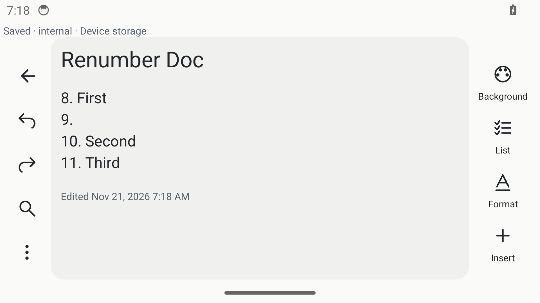 7:18
Saved · internal · Device storage
Renumber Doc
8. First
9.
10. Second
11. Third
Edited Nov 21, 2026 7:18 AM
Background
List
Format
Insert